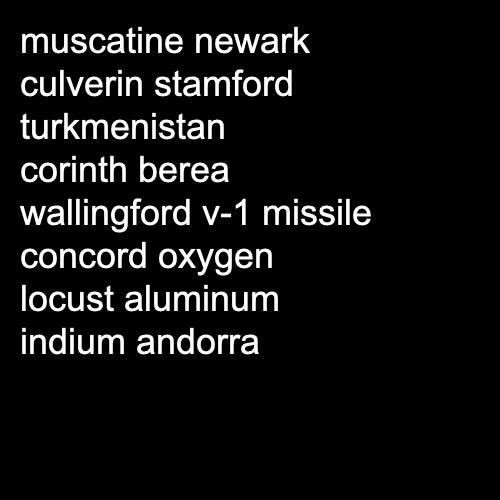 muscatine newark
culverin stamford
turkmenistan
corinth berea
wallingford v-1 missile
concord oxygen
locust aluminum
indium andorra